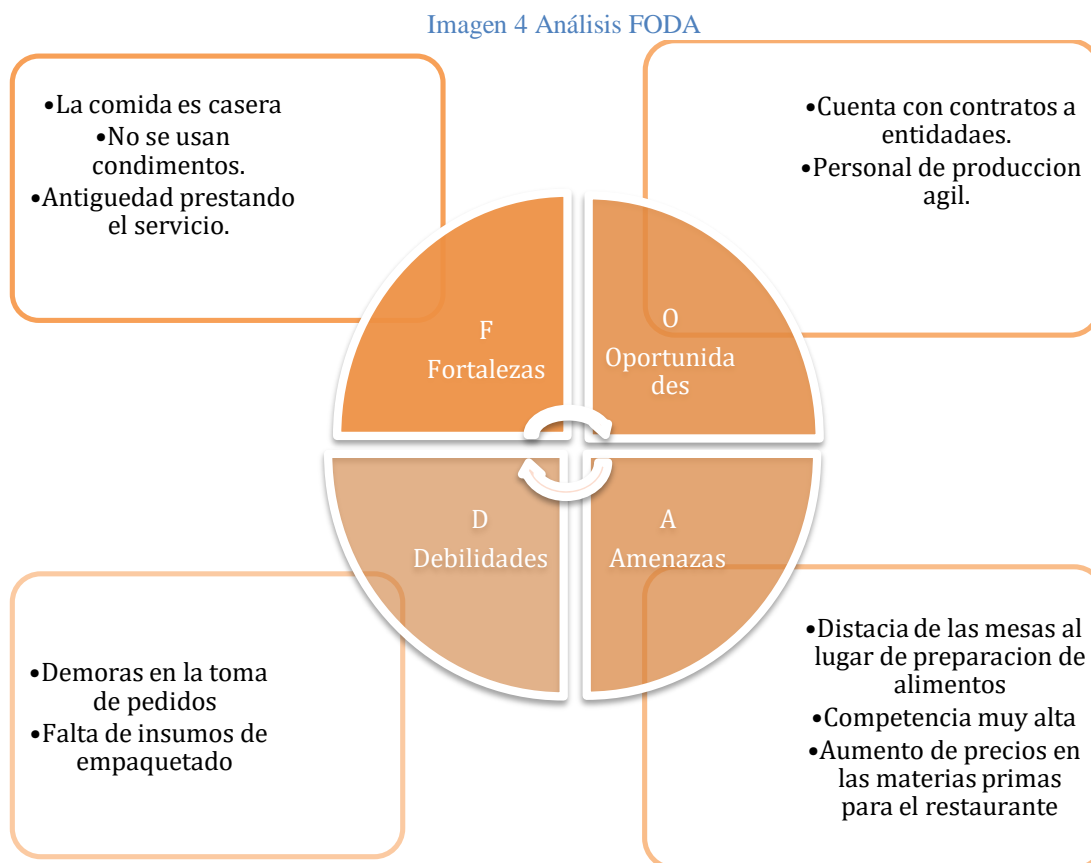 Imagen 4 Análisis FODA
•La comida es casera
•No se usan
condimentos.
•Antiguedad prestando
el servicio.
•Cuenta con contratos a
entidadaes.
•Personal de produccion
agil.
F
Fortalezas
O
Oportunida
des
D
Debilidades
A
Amenazas
•Demoras en la toma
de pedidos
•Falta de insumos de
empaquetado
•Distacia de las mesas al
lugar de preparacion de
alimentos
•Competencia muy alta
•Aumento de precios en
las materias primas
para el restaurante